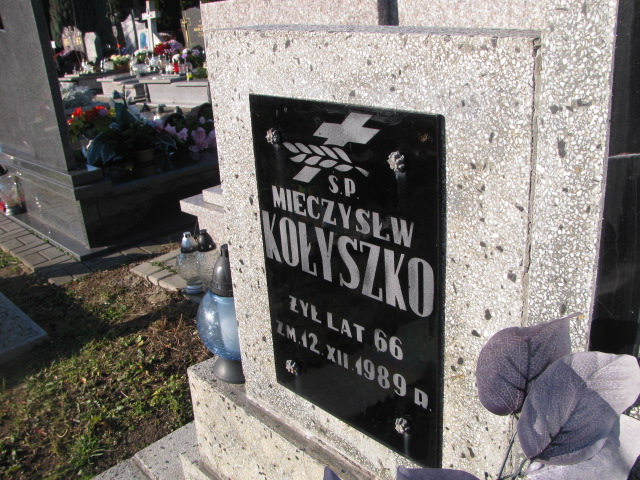 Ś.P.
MIECZYSŁW
KOŁYSZKO
ŻYŁ LAT 66
ZM. 12.XII.1989 R.